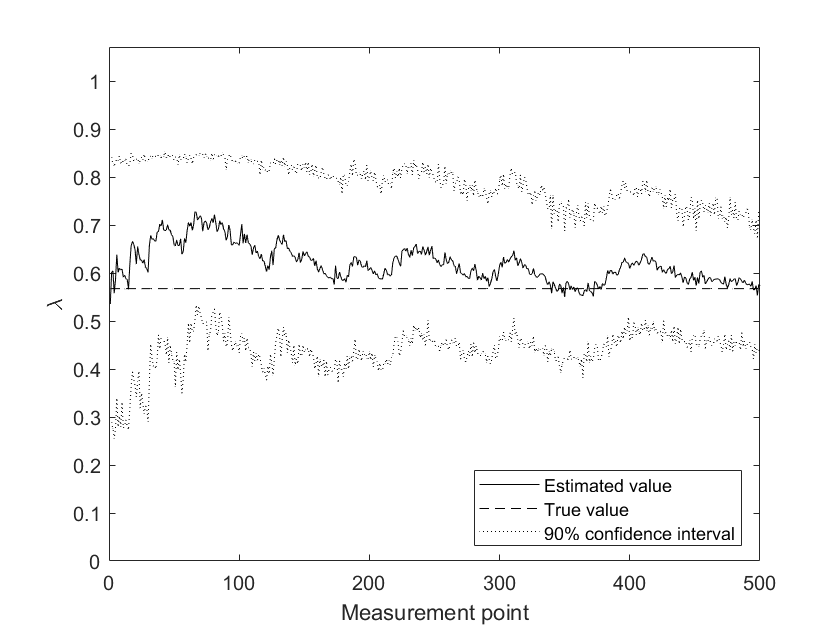 1
0.9
0.8
0.7
0.6
0.5
0.4
0.3
0.2
0.1
0
λ
0 100 200 300 400 500
Measurement point
Estimated value
True value
90% confidence interval